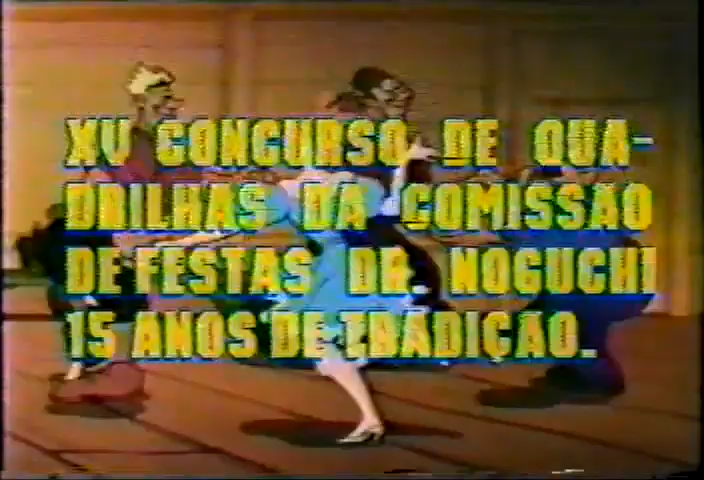 XV CONCURSO DE QUA-
DRILHAS DA COMISSAO
DE FESTAS DR. NOGUCHI
15 ANOS DE TRADIÇAO.